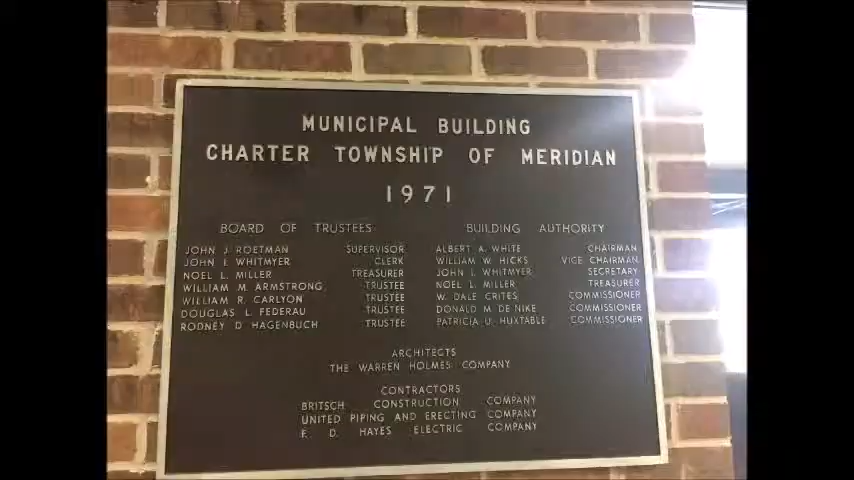 MUNICIPAL BUILDING
CHARTER TOWNSHIP OF MERIDIAN
1971
BOARD OF TRUSTEES
JOHN J. ROETMAN SUPERVISOR
JOHN I. WHITMYER CLERK
NOEL L. MILLER TREASURER
WILLIAM M. ARMSTRONG TRUSTEE
WILLIAM R. CARLYON TRUSTEE
DOUGLAS L. FEDERAU TRUSTEE
RODNEY D. HAGENBUCH TRUSTEE
BUILDING AUTHORITY
ALBERT A. WHITE CHAIRMAN
WILLIAM W. HICKS VICE CHAIRMAN
JOHN I. WHITMYER SECRETARY
NOEL L. MILLER TREASURER
W. DALE CRITES COMMISSIONER
DONALD M. DE NIKE COMMISSIONER
PATRICIA U. HUXTABLE COMMISSIONER
ARCHITECTS
THE WARREN HOLMES COMPANY
CONTRACTORS
BRITSCH CONSTRUCTION COMPANY
UNITED PIPING AND ERECTING COMPANY
F. D. HAYES ELECTRIC COMPANY